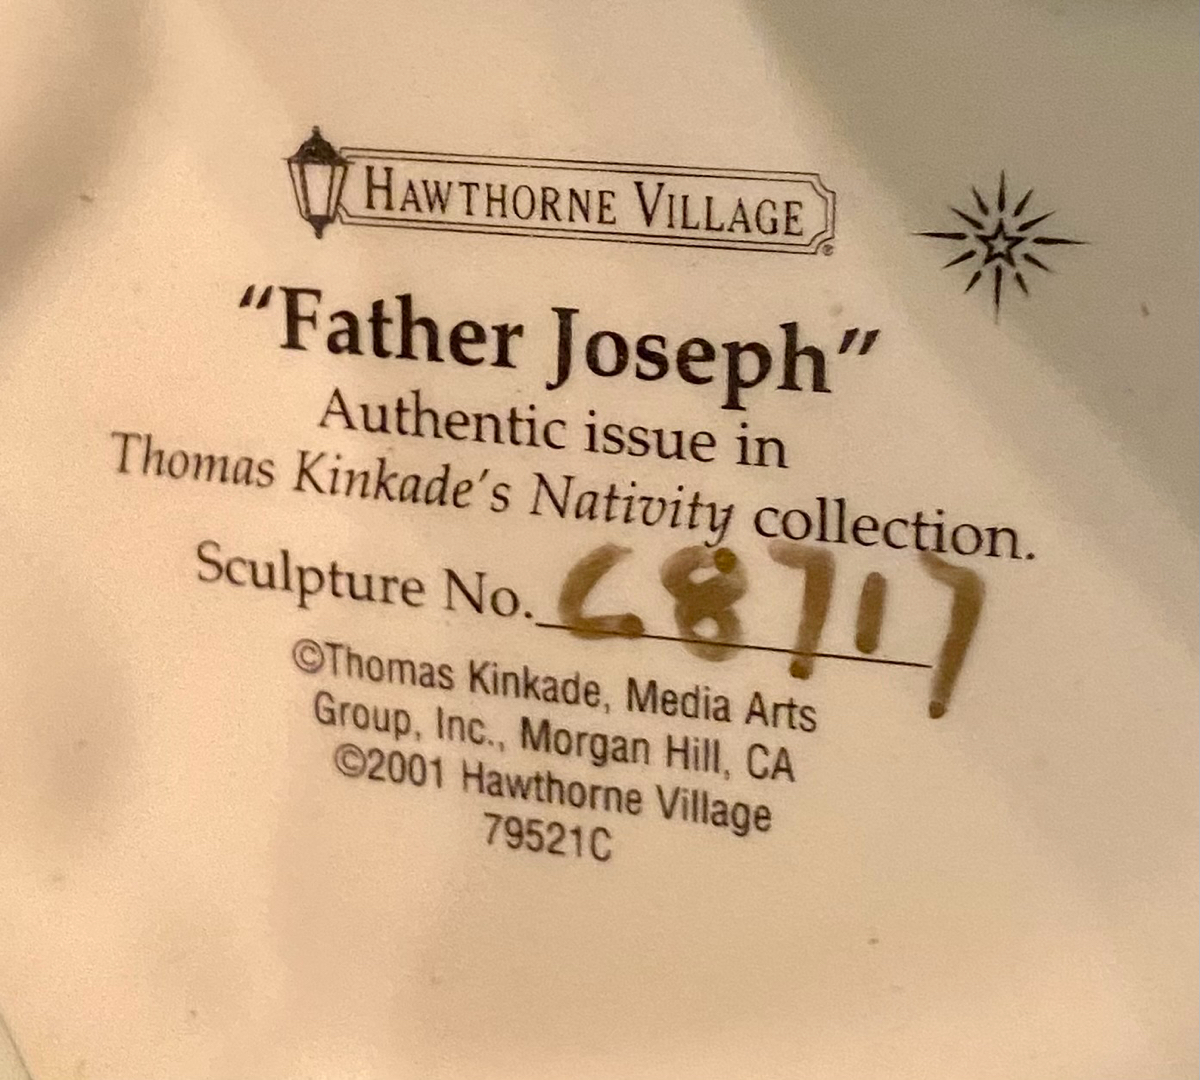 HAWTHORNE VILLAGE®
“Father Joseph”
Authentic issue in
Thomas Kinkade's Nativity collection.
Sculpture No. C8717
©Thomas Kinkade, Media Arts
Group, Inc., Morgan Hill, CA
©2001 Hawthorne Village
79521C